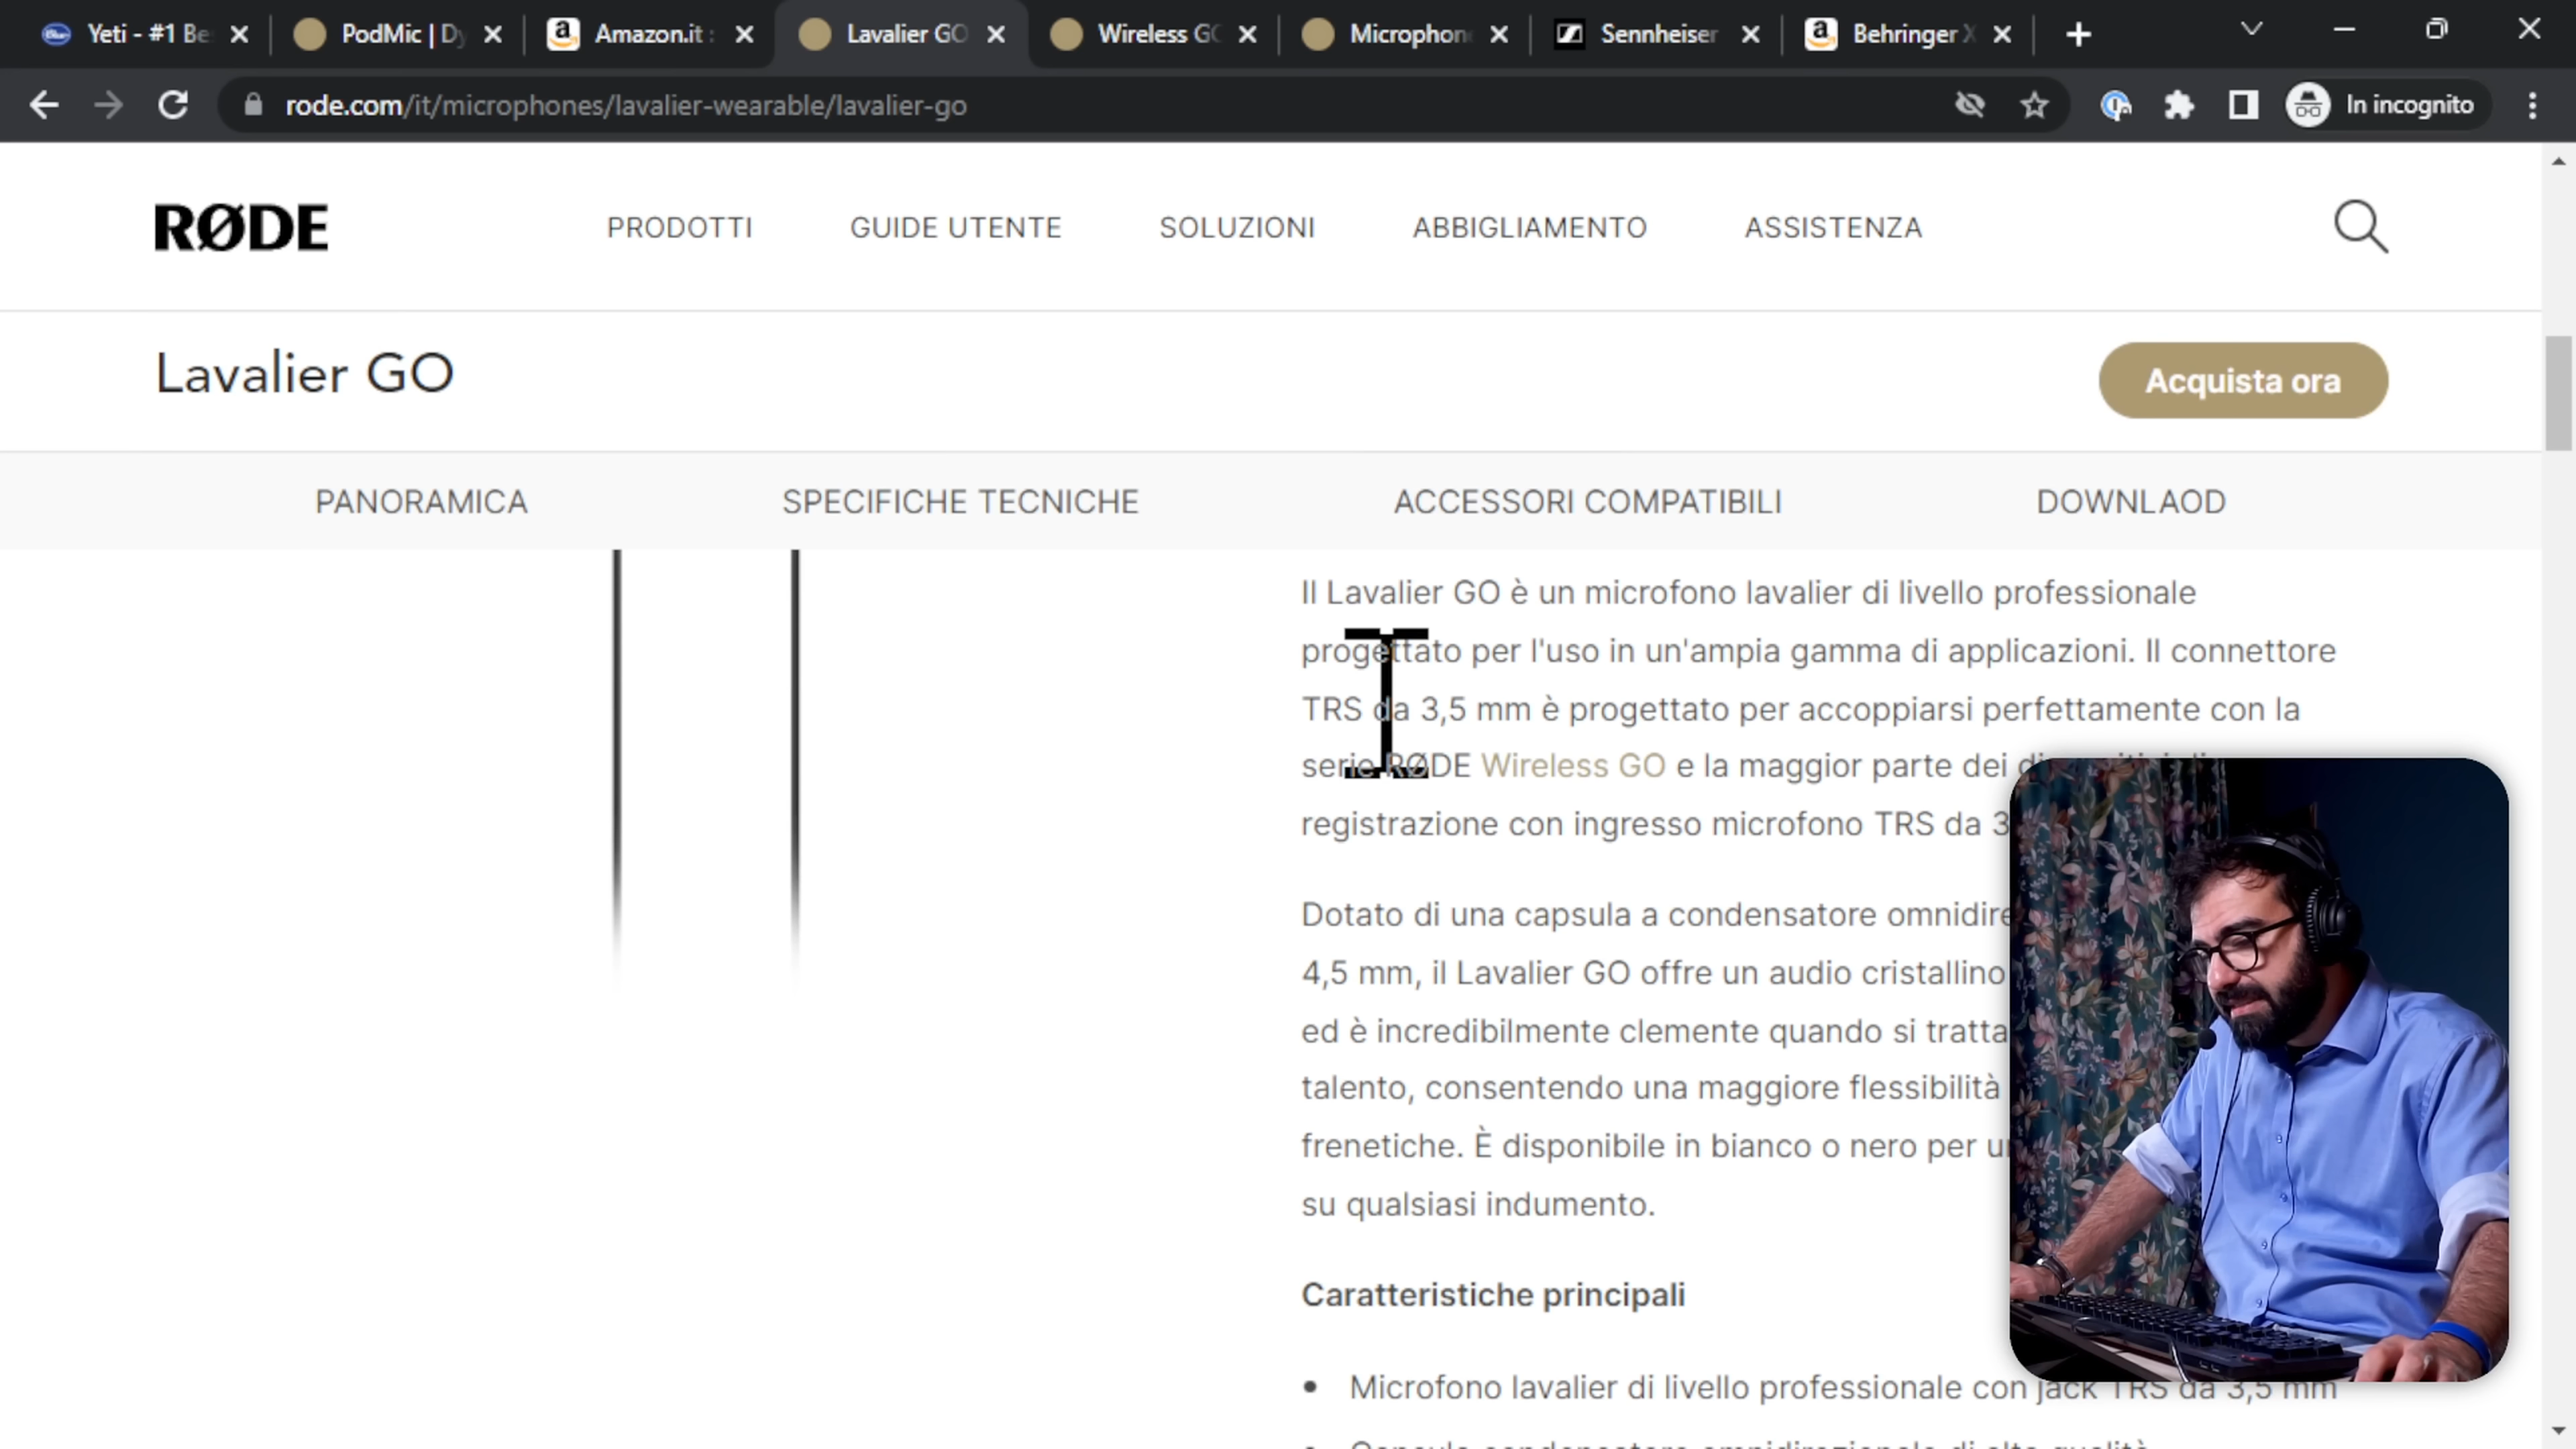 Yeti - #1 Be
PodMic | Dy
Amazon.it :
Lavalier GO
Wireless GO
Microphon
Sennheiser
Behringer X
rode.com/it/microphones/lavalier-wearable/lavalier-go
In incognito
RØDE
PRODOTTI
GUIDE UTENTE
SOLUZIONI
ABBIGLIAMENTO
ASSISTENZA
Lavalier GO
Acquista ora
PANORAMICA
SPECIFICHE TECNICHE
ACCESSORI COMPATIBILI
DOWNLAOD
Il Lavalier GO è un microfono lavalier di livello professionale
progettato per l'uso in un'ampia gamma di applicazioni. Il connettore
TRS da 3,5 mm è progettato per accoppiarsi perfettamente con la
serie RØDE Wireless GO e la maggior parte dei
registrazione con ingresso microfono TRS da 3
Dotato di una capsula a condensatore omnidire
4,5 mm, il Lavalier GO offre un audio cristallino
ed è incredibilmente clemente quando si tratta
talento, consentendo una maggiore flessibilità
frenetiche. È disponibile in bianco o nero per
su qualsiasi indumento.
Caratteristiche principali
• Microfono lavalier di livello professionale con jack TRS da 3,5 mm